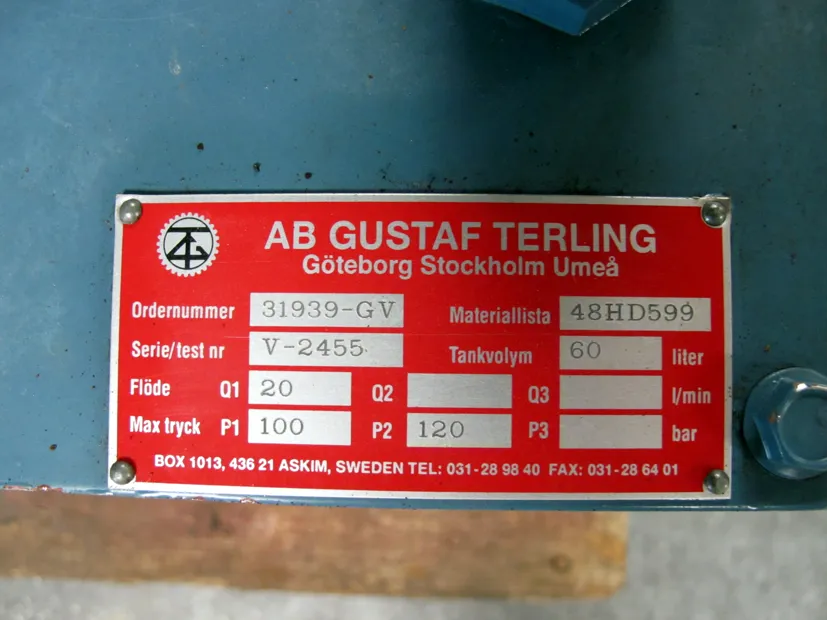 AB GUSTAF TERLING
Göteborg Stockholm Umeå
Ordernummer 31939-GV Materiallista 48HD599
Serie/test nr V-2455 Tankvolym 60 liter
Flöde Q1 20 Q2 Q3 l/min
Max tryck P1 100 P2 120 P3 bar
BOX 1013, 436 21 ASKIM, SWEDEN TEL: 031-28 98 40 FAX: 031-28 64 01